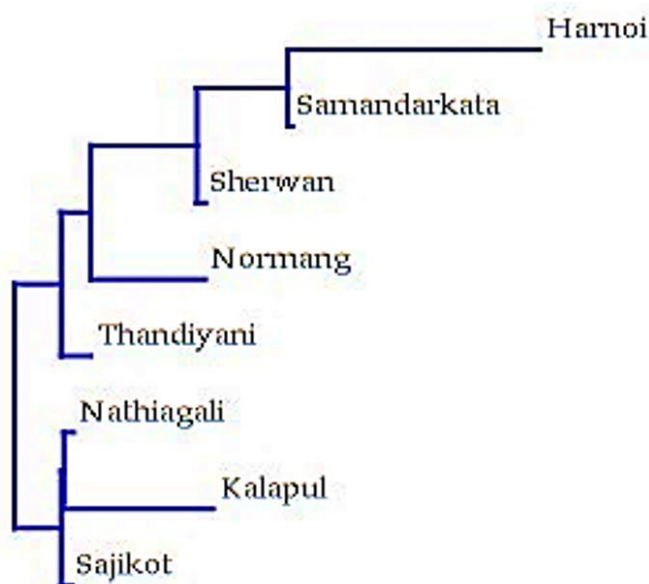 Harnoi
Samandarkata
Sherwan
Normang
Thandiyani
Nathiagali
Kalapul
Sajikot